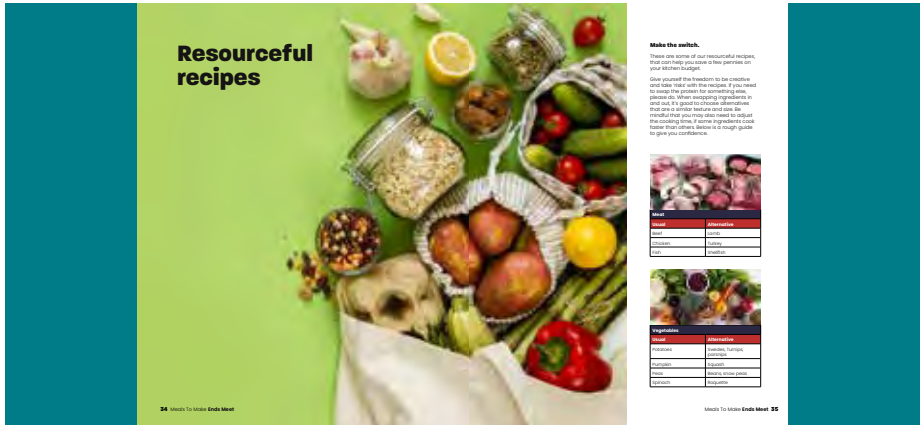 Resourceful
recipes
34 Meals To Make Ends Meet
Make the switch.
These are some of our resourceful recipes,
that can help you save a few pennies on
your kitchen budget.
Give yourself the freedom to be creative
and take 'risks' with the recipes. If you need
to swap the protein for something else,
please do. When swapping ingredients in
and out, it's good to choose alternatives
that are a similar texture and size. Be
mindful that you may also need to adjust
the cooking time, if some ingredients cook
faster than others. Below is a rough guide
to give you confidence.
Meat
Usual Alternative
Beef Lamb
Chicken Turkey
Fish Shellfish
Vegetables
Usual Alternative
Potatoes Swedes, turnips,
parsnips
Pumpkin Squash
Peas Beans, snow peas
Spinach Roquette
Meals To Make Ends Meet 35